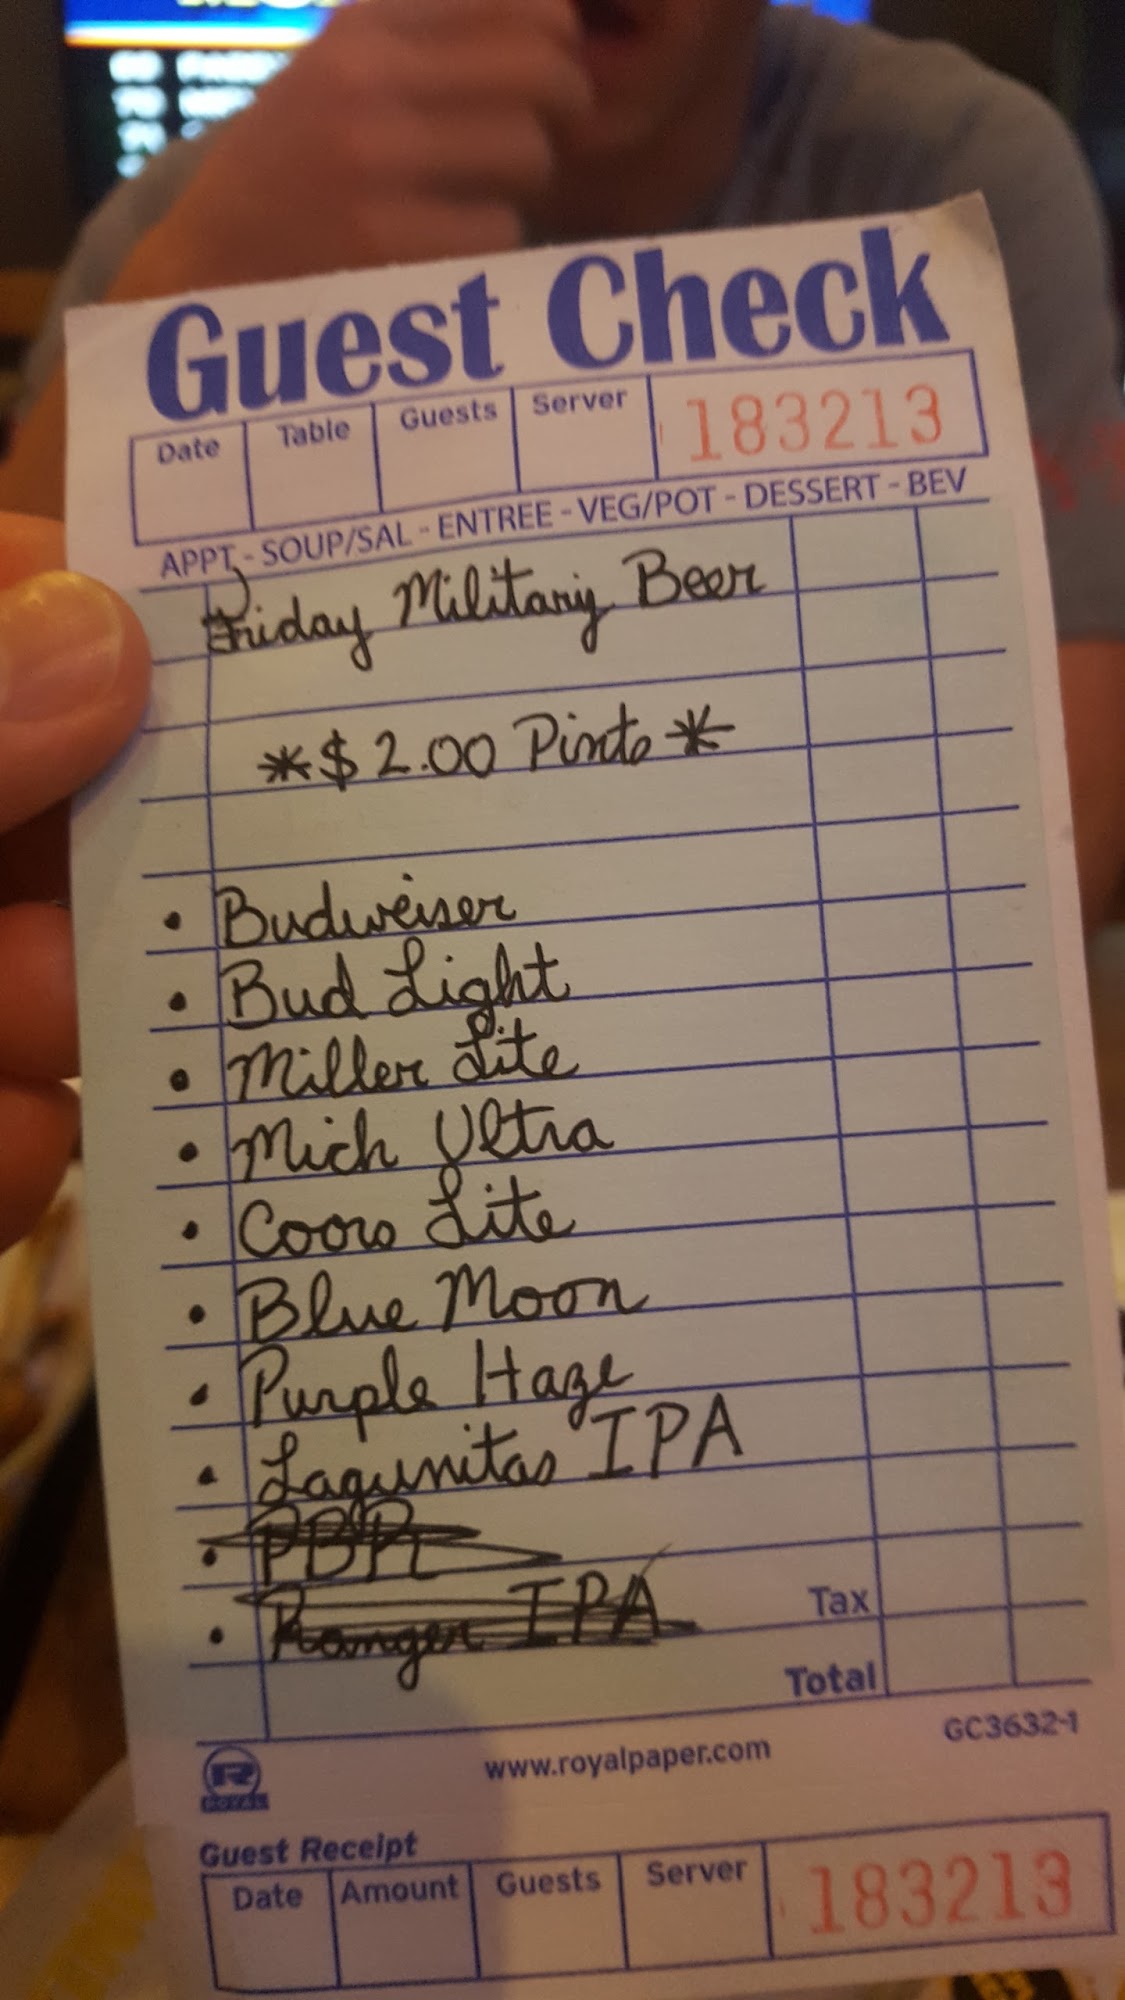 Guest Check
Date Table Guests Server 183213
APPT - SOUP/SAL - ENTREE - VEG/POT - DESSERT - BEV
Friday Military Beer
*$2.00 Pints*
• Budweiser
• Bud Light
• Miller Lite
• Mich Ultra
• Coors Lite
• Blue Moon
• Purple Haze
• Lagunitas IPA
• PBR
• Ranger IPA
Tax
Total
GC3632-1
www.royalpaper.com
R
ROYAL
Guest Receipt
Date Amount Guests Server 183213